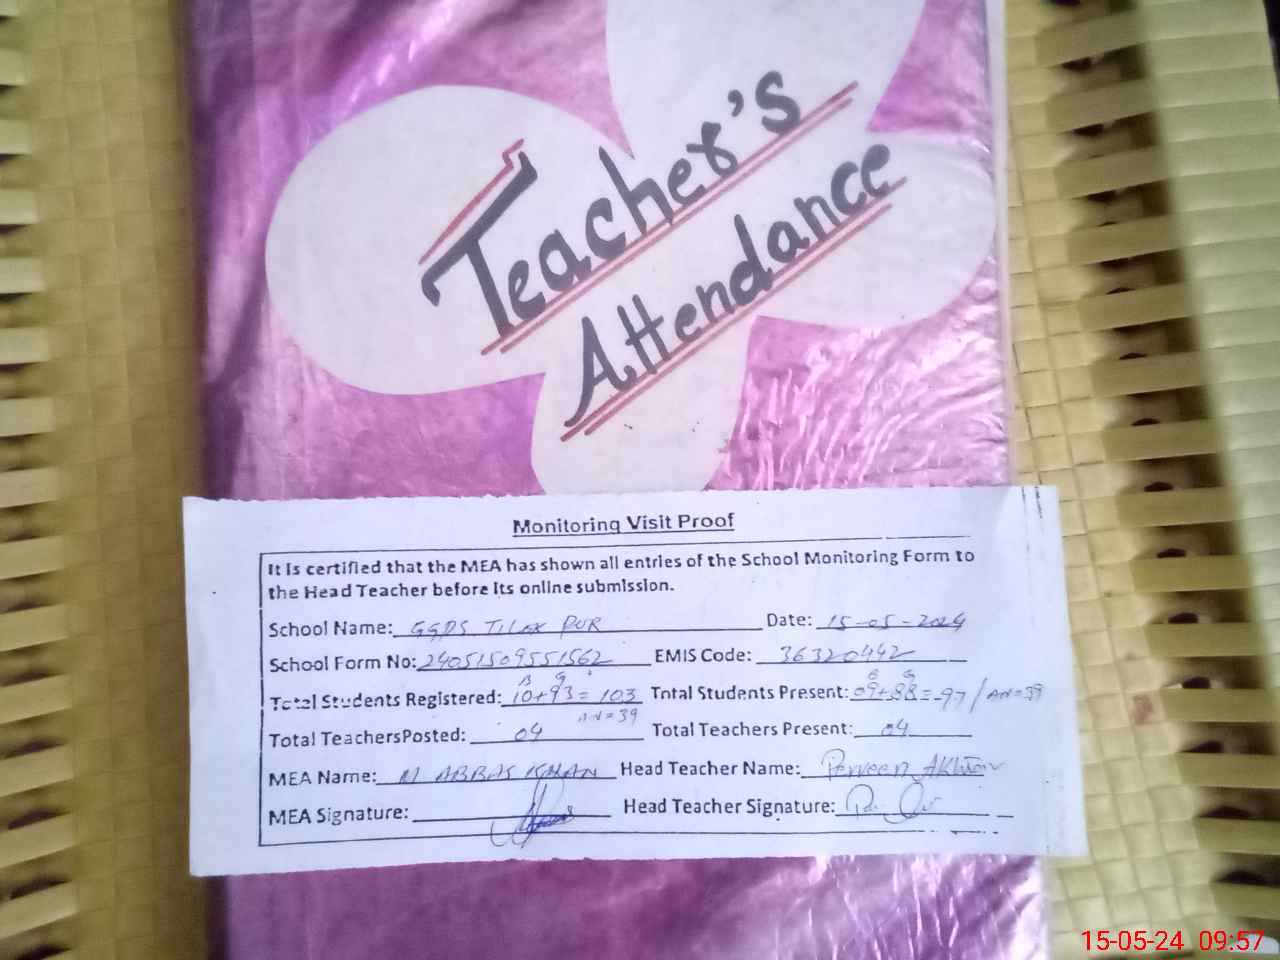 Teacher's
Attendance
Monitoring Visit Proof
It is certified that the MEA has shown all entries of the School Monitoring Form to
the Head Teacher before its online submission.
School Name: GGPS TILAK PUR Date: 15-05-2024
School Form No: 24051509551562 EMIS Code: 36320442
B G B G
Total Students Registered: 10+93=103 Total Students Present: 09+88=97/AN=39
AN=39
Total TeachersPosted: 04 Total Teachers Present: 04
MEA Name: M ABBAS KHAN Head Teacher Name: Perveen Akhtar
MEA Signature: Head Teacher Signature:
15-05-24 09:57